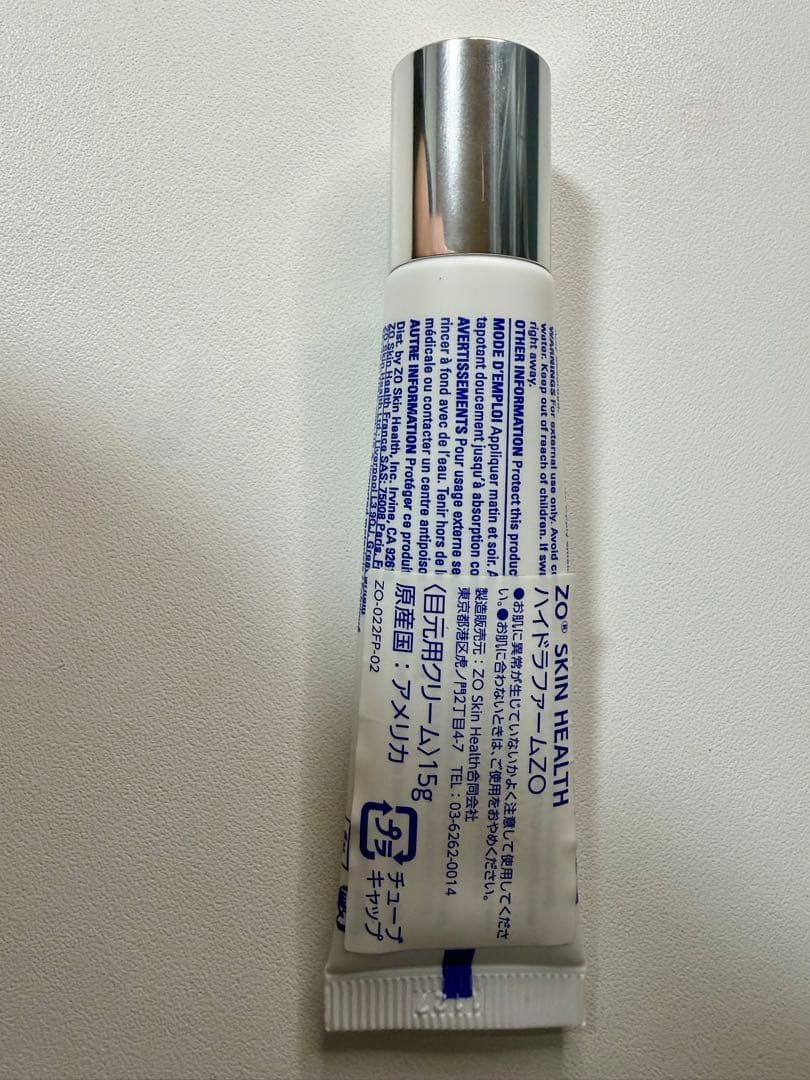 WARNINGS For external use only. Avoid
water. Keep out of reach of children. If
right away.
OTHER INFORMATION Protect this
MODE D'EMPLOI Appliquer matin et soir.
tapotant doucement jusqu'à absorption
AVERTISSEMENTS Pour usage externe
rincer à fond avec de l'eau. Tenir hors de
médicale ou contacter un centre
AUTRE INFORMATION Protéger ce
Dist. by ZO Skin Health, Inc. Irvine, CA
ZO Skin Health France SAS: 75008 Paris,
ZO® SKIN HEALTH
ハイドラファームZO
●お肌に異常が生じていないかよく注意して使用してくださ
い。●お肌に合わないときは、ご使用をおやめください。
製造販売元：ZO Skin Health合同会社
東京都港区虎ノ門2丁目4-7 TEL：03-6262-0014
〈目元用クリーム〉15g
原産国：アメリカ
ZO-022FP-02
プラ
チューブ
キャップ